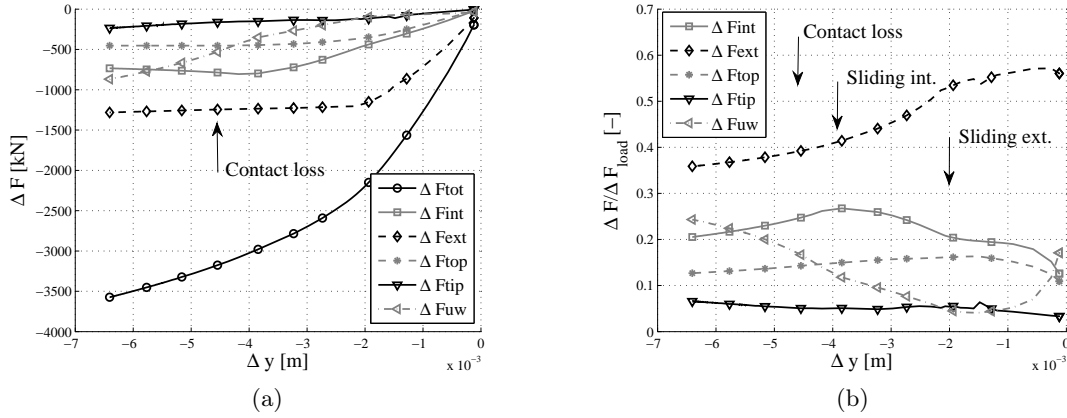 0
−500
−1000
−1500
−2000
−2500
−3000
−3500
−4000
Δ F [kN]
Contact loss
Δ Ftot
Δ Fint
Δ Fext
Δ Ftop
Δ Ftip
Δ Fuw
−7 −6 −5 −4 −3 −2 −1 0
Δ y [m]
x 10⁻³
(a)
0.7
0.6
0.5
0.4
0.3
0.2
0.1
0
Δ F/Δ F_load [−]
Δ Fint
Δ Fext
Δ Ftop
Δ Ftip
Δ Fuw
Contact loss
Sliding int.
Sliding ext.
−7 −6 −5 −4 −3 −2 −1 0
Δ y [m]
x 10⁻³
(b)